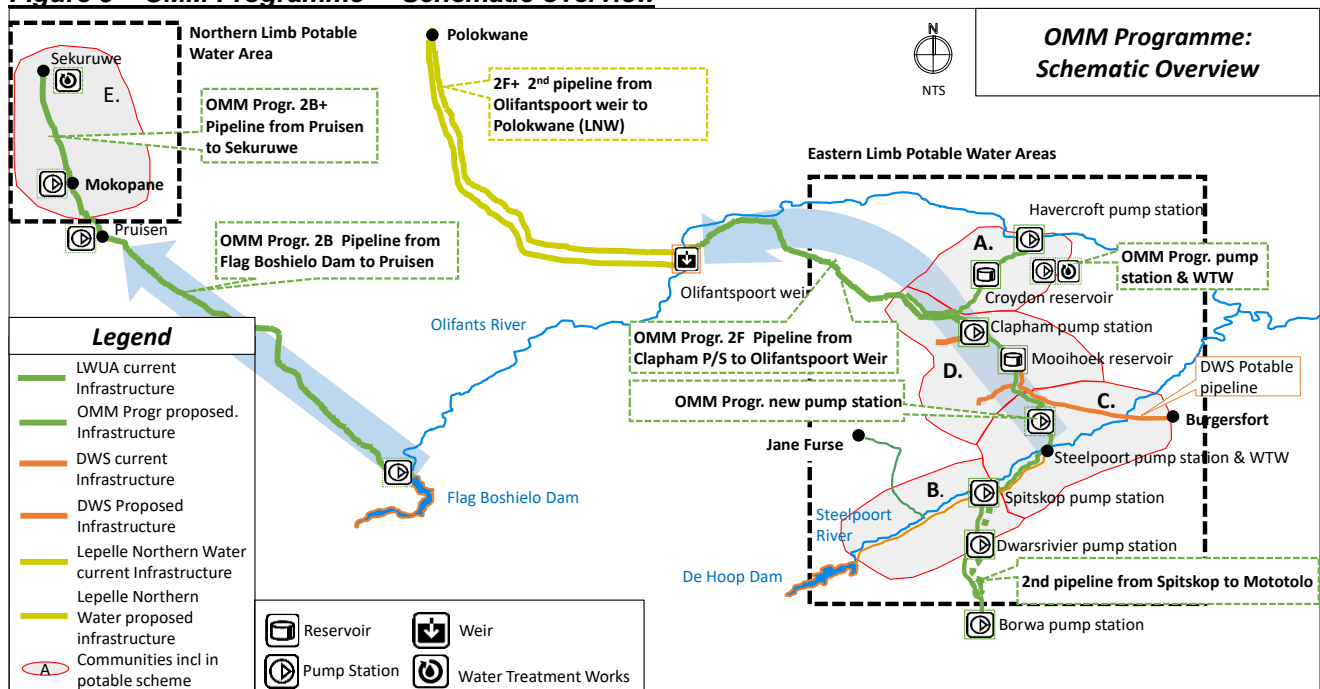 Figure 3 – OMM Programme – Schematic overview
Northern Limb Potable
Water Area
Sekuruwe
E.
OMM Progr. 2B+
Pipeline from Pruisen
to Sekuruwe
Mokopane
Pruisen
OMM Progr. 2B Pipeline from
Flag Boshielo Dam to Pruisen
Polokwane
2F+ 2nd pipeline from
Olifantspoort weir to
Polokwane (LNW)
N
NTS
OMM Programme:
Schematic Overview
Eastern Limb Potable Water Areas
Havercroft pump station
A.
OMM Progr. pump
station & WTW
Croydon reservoir
Olifantspoort weir
Clapham pump station
Olifants River
OMM Progr. 2F Pipeline from
Clapham P/S to Olifantspoort Weir
Mooihoek reservoir
D.
DWS Potable
pipeline
C.
OMM Progr. new pump station
Burgersfort
Jane Furse
Steelpoort pump station & WTW
B.
Spitskop pump station
Steelpoort
River
Flag Boshielo Dam
Dwarsrivier pump station
De Hoop Dam
2nd pipeline from Spitskop to Mototolo
Borwa pump station
Legend
LWUA current
Infrastructure
OMM Progr proposed.
Infrastructure
DWS current
Infrastructure
DWS Proposed
Infrastructure
Lepelle Northern Water
current Infrastructure
Lepelle Northern
Water proposed
infrastructure
A
Communities incl in
potable scheme
Reservoir
Weir
Pump Station
Water Treatment Works